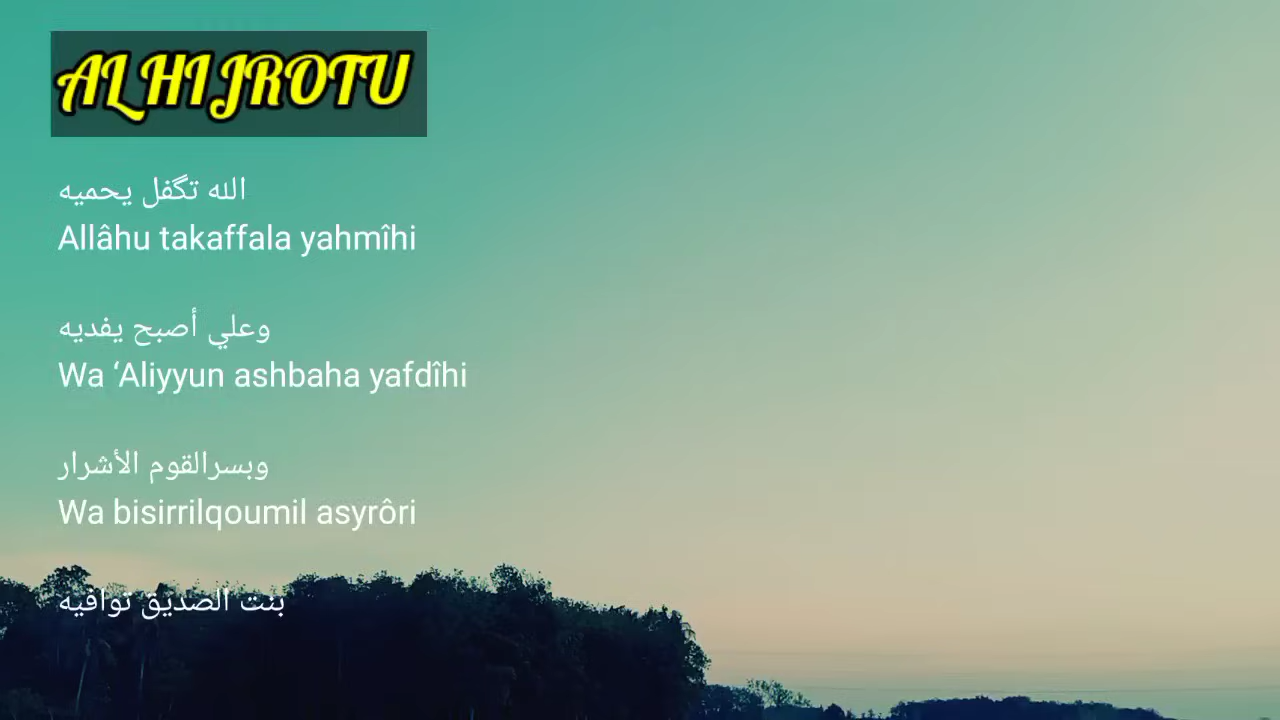 ALHIJROTU
الله تگفل يحميه
Allâhu takaffala yahmîhi
وعلي أصبح يفديه
Wa ‘Aliyyun ashbaha yafdîhi
وبسرالقوم الأشرار
Wa bisirrilqoumil asyrôri
بنت الصديق توافيه